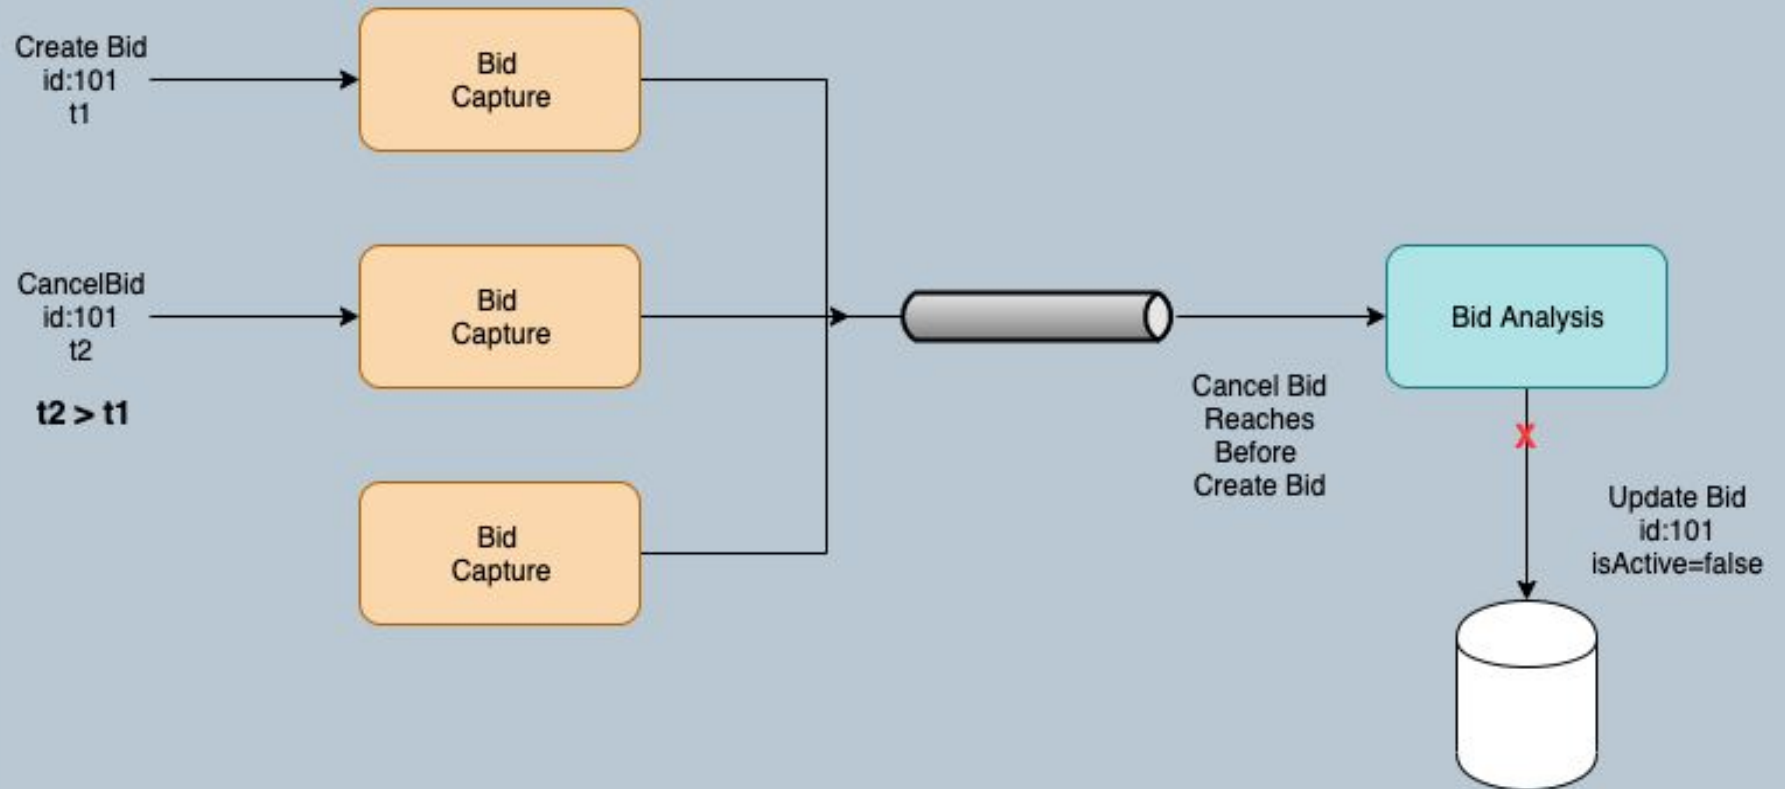 Create Bid
id:101
t1
Bid
Capture
CancelBid
id:101
t2
t2 > t1
Bid
Capture
Bid
Capture
Cancel Bid
Reaches
Before
Create Bid
Bid Analysis
X
Update Bid
id:101
isActive=false